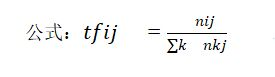 公式：tfij = nij / ∑k nkj